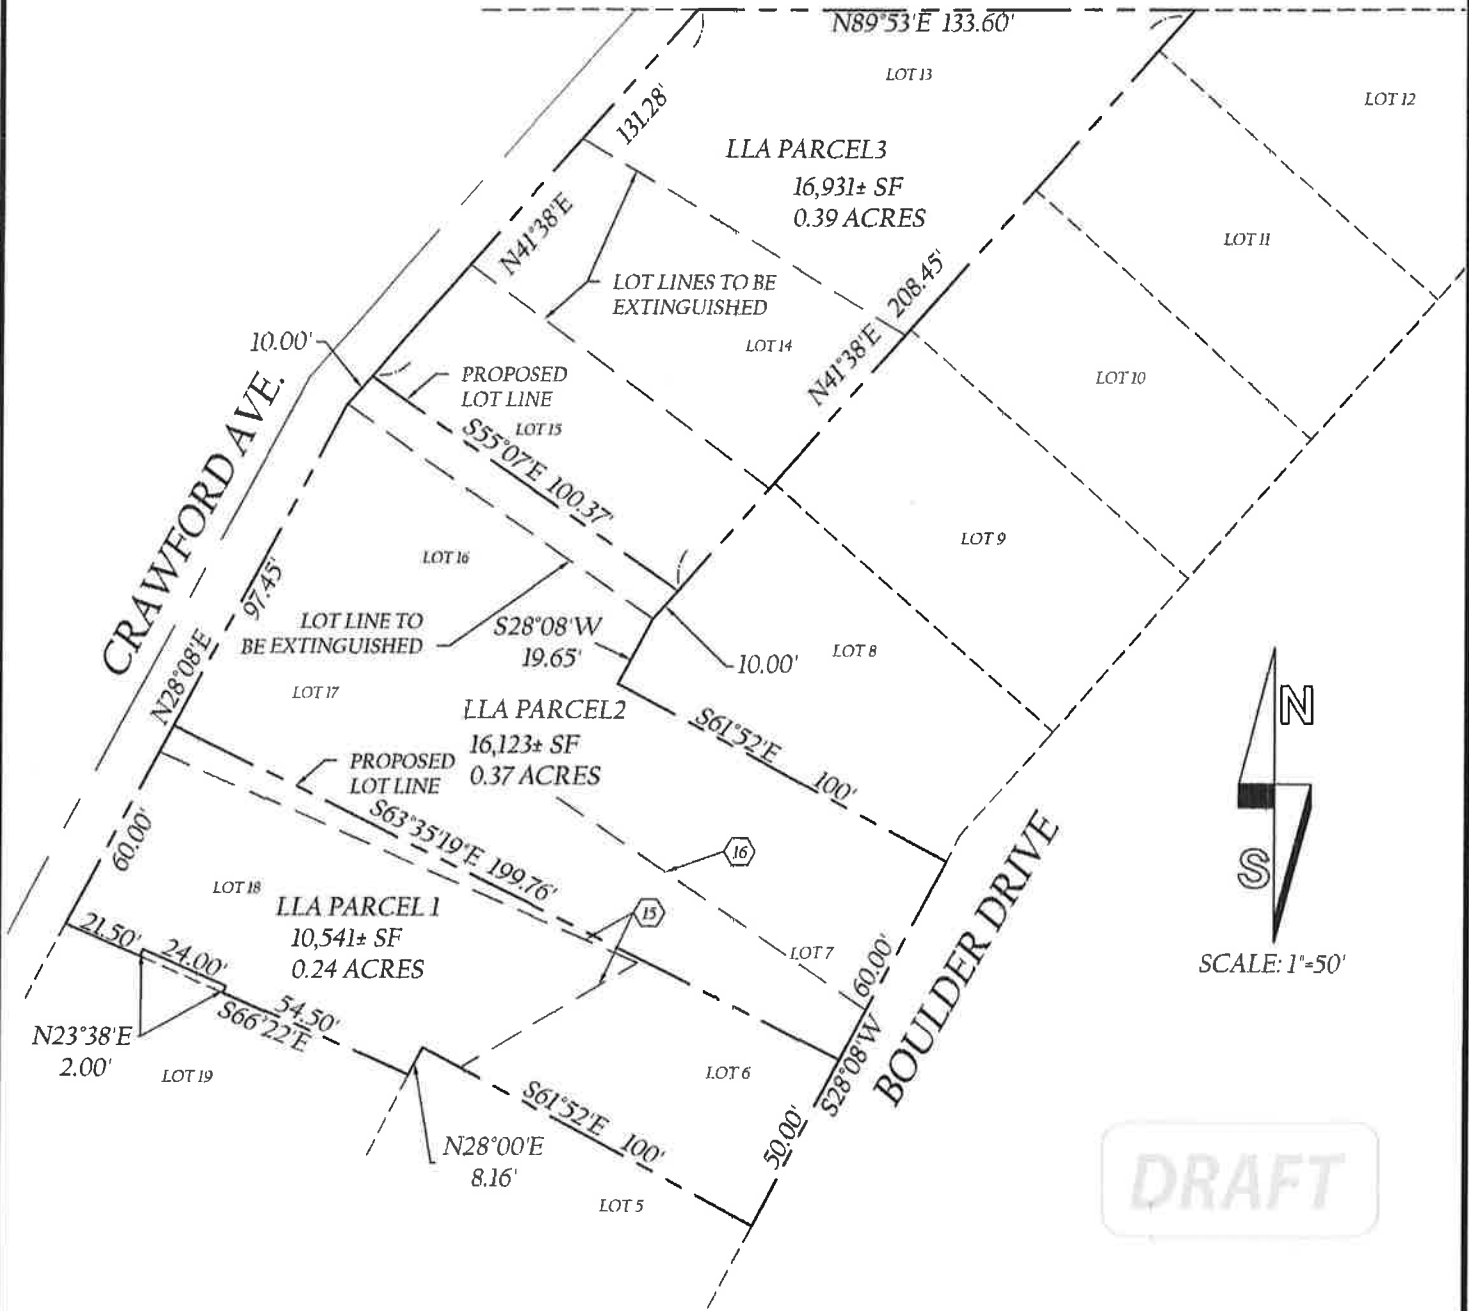 N89°53'E 133.60'
LOT 13
LOT 12
131.28'
LLA PARCEL3
16,931± SF
0.39 ACRES
N41°38'E
LOT 11
LOT LINES TO BE
EXTINGUISHED
N41°38'E 208.45'
10.00'
LOT 14
PROPOSED
LOT LINE
LOT 10
CRAWFORD AVE.
LOT 15
S55°07'E 100.37'
LOT 9
LOT 16
97.45'
LOT LINE TO
BE EXTINGUISHED
S28°08'W
19.65'
10.00'
LOT 8
N28°08'E
LOT 17
LLA PARCEL2
16,123± SF
0.37 ACRES
S61°52'E 100'
N
PROPOSED
LOT LINE
S63°35'19"E 199.76'
60.00'
16
S
LOT 18
LLA PARCEL 1
10,541± SF
0.24 ACRES
15
21.50'
24.00'
54.50'
S66°22'E
LOT 7
60.00'
S28°08'W
BOULDER DRIVE
SCALE: 1"=50'
N23°38'E
2.00'
LOT 19
LOT 6
S61°52'E 100'
50.00'
N28°00'E
8.16'
LOT 5
DRAFT